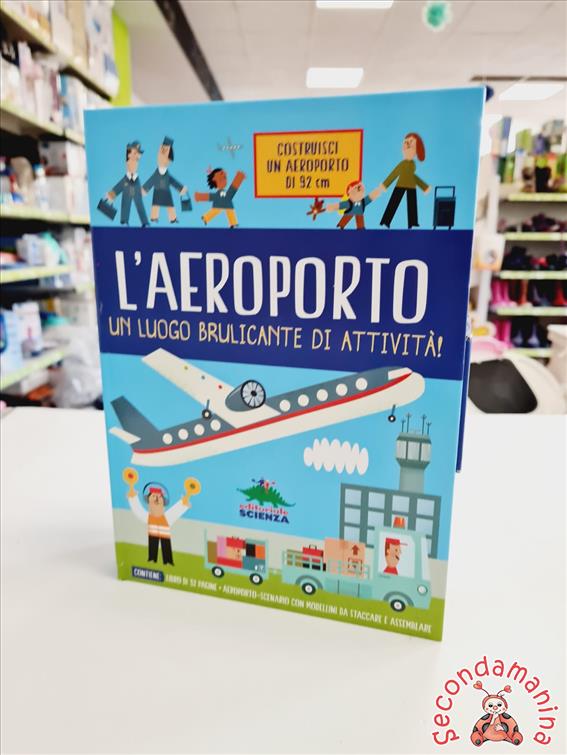 COSTRUISCI
UN AEROPORTO
DI 92 cm
L'AEROPORTO
UN LUOGO BRULICANTE DI ATTIVITÀ!
editoriale
SCIENZA
CONTIENE: LIBRO DI 32 PAGINE • AEROPORTO-SCENARIO CON MODELLINI DA STACCARE E ASSEMBLARE
Secondamanina